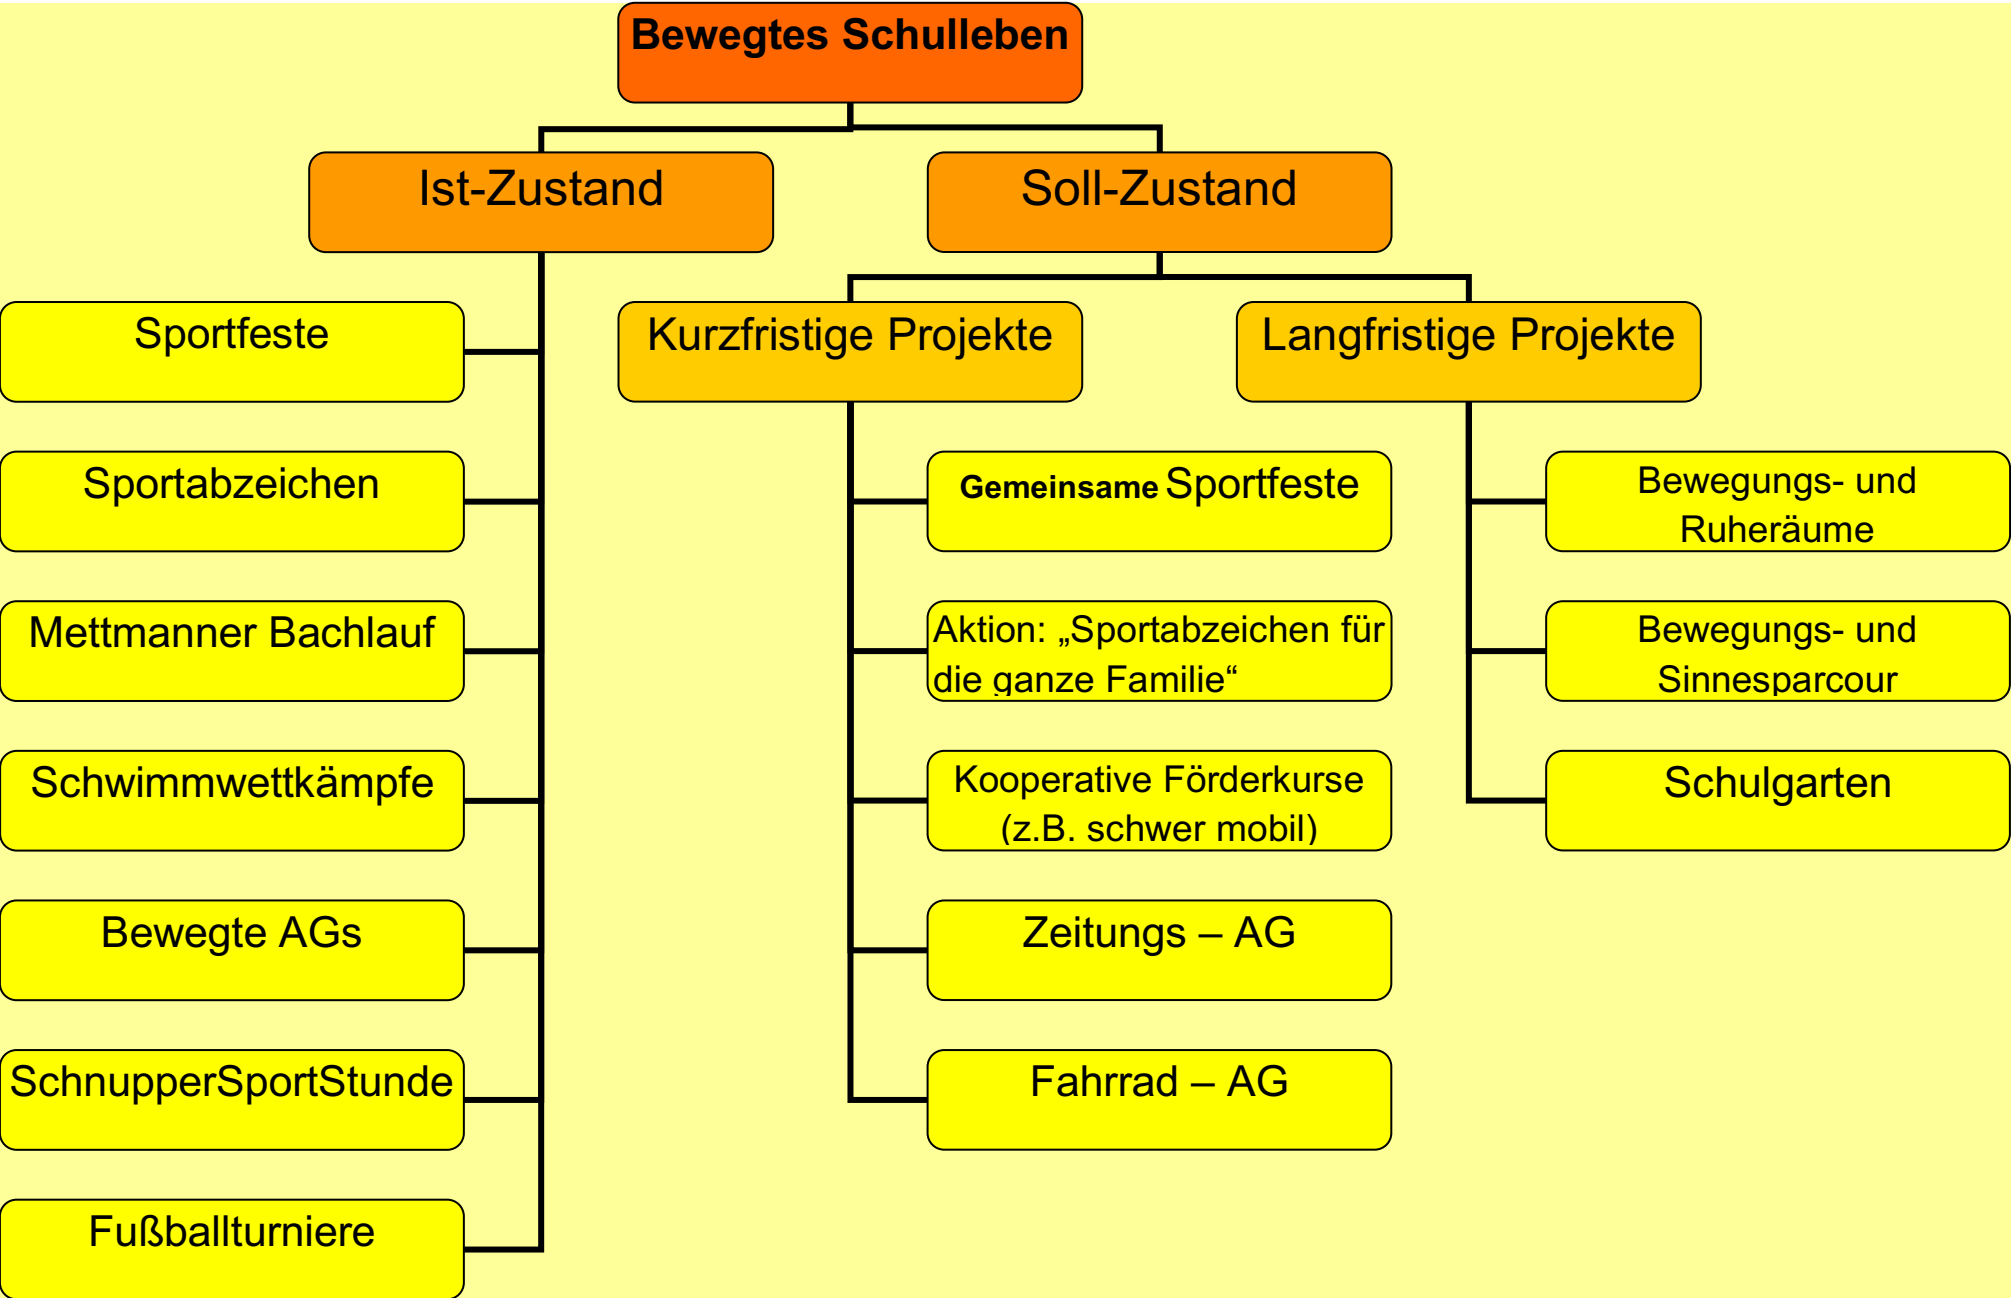 Bewegtes Schulleben
Ist-Zustand
Soll-Zustand
Sportfeste
Kurzfristige Projekte
Langfristige Projekte
Sportabzeichen
Gemeinsame Sportfeste
Bewegungs- und
Ruheräume
Mettmanner Bachlauf
Aktion: „Sportabzeichen für
die ganze Familie“
Bewegungs- und
Sinnesparcour
Schwimmwettkämpfe
Kooperative Förderkurse
(z.B. schwer mobil)
Schulgarten
Bewegte AGs
Zeitungs – AG
SchnupperSportStunde
Fahrrad – AG
Fußballturniere